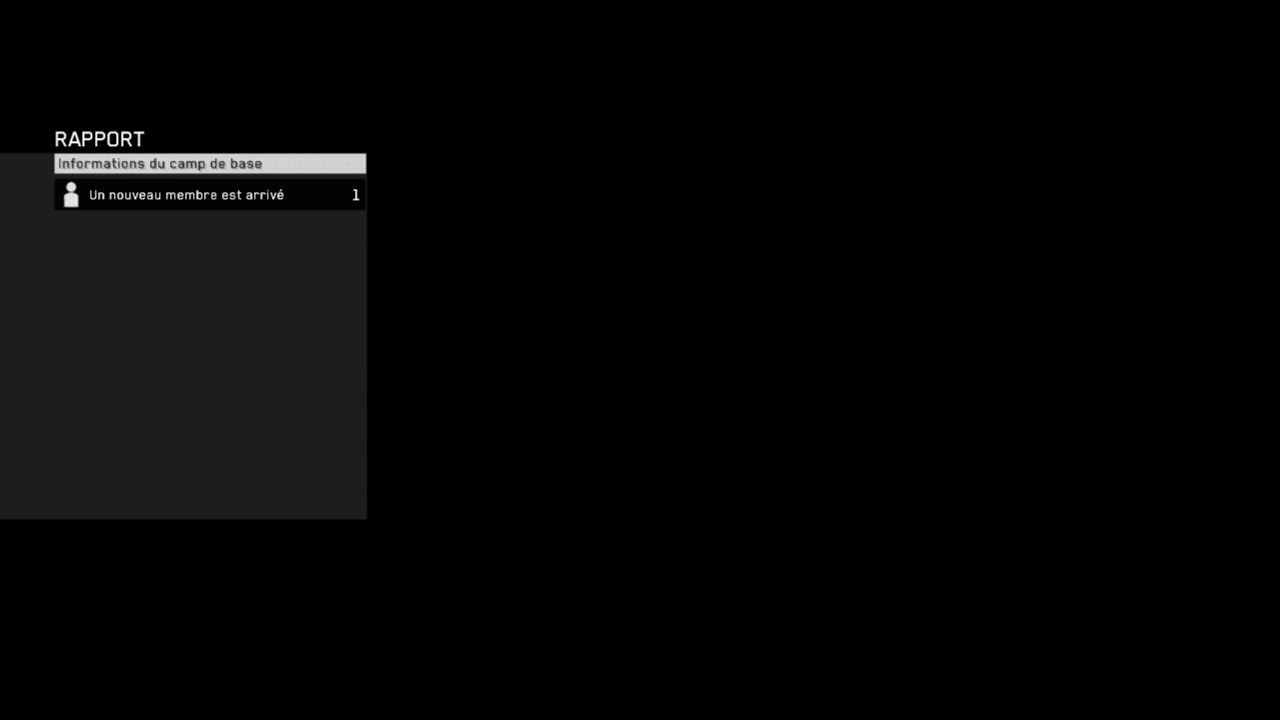 RAPPORT
Informations du camp de base
Un nouveau membre est arrivé 1